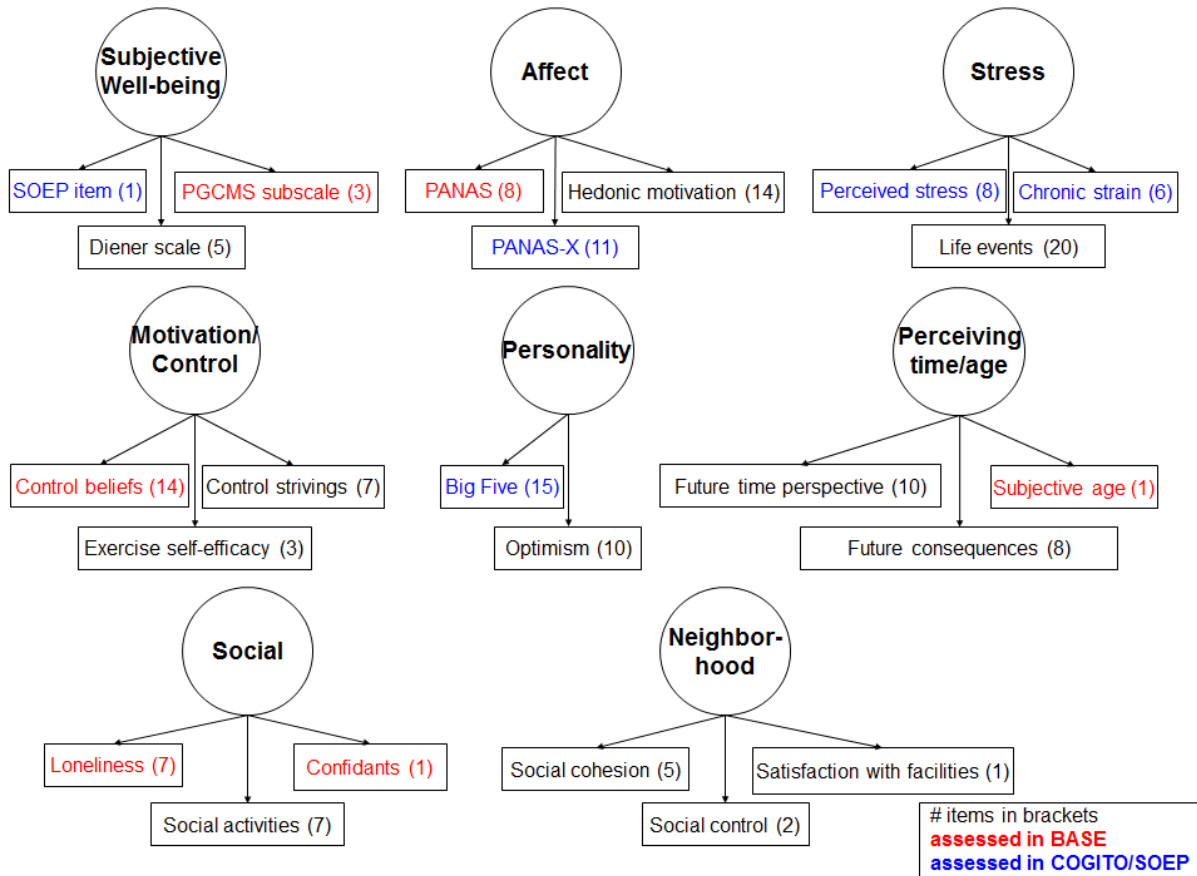 Subjective
Well-being
Affect
Stress
SOEP item (1)
PGCMS subscale (3)
PANAS (8)
Hedonic motivation (14)
Perceived stress (8)
Chronic strain (6)
Diener scale (5)
PANAS-X (11)
Life events (20)
Motivation/
Control
Personality
Perceiving
time/age
Control beliefs (14)
Control strivings (7)
Big Five (15)
Future time perspective (10)
Subjective age (1)
Exercise self-efficacy (3)
Optimism (10)
Future consequences (8)
Social
Neighbor-
hood
Loneliness (7)
Confidants (1)
Social cohesion (5)
Satisfaction with facilities (1)
Social activities (7)
Social control (2)
# items in brackets
assessed in BASE
assessed in COGITO/SOEP